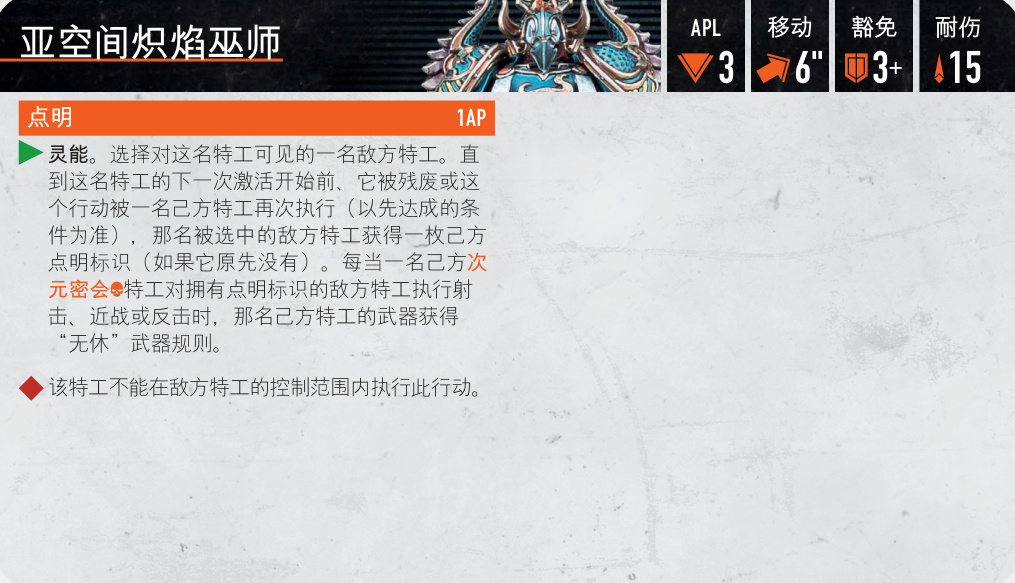 亚空间炽焰巫师
APL
3
移动
6"
豁免
3+
耐伤
15
点明
1AP
灵能。选择对这名特工可见的一名敌方特工。直
到这名特工的下一次激活开始前、它被残废或这
个行动被一名己方特工再次执行（以先达成的条
件为准），那名被选中的敌方特工获得一枚己方
点明标识（如果它原先没有）。每当一名己方次
元密会特工对拥有点明标识的敌方特工执行射
击、近战或反击时，那名己方特工的武器获得
“无休”武器规则。
该特工不能在敌方特工的控制范围内执行此行动。